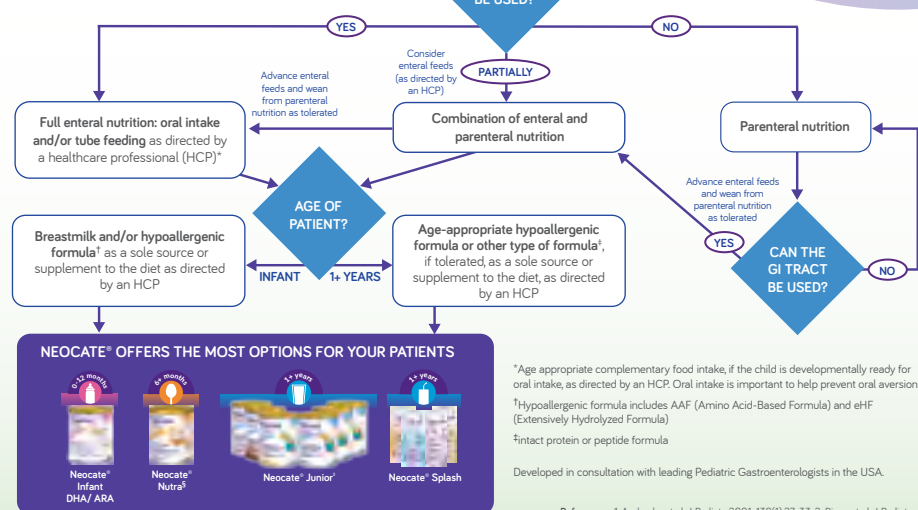 BE USED?
YES
NO
Consider
enteral feeds
(as directed by
an HCP)
PARTIALLY
Advance enteral
feeds and wean
from parenteral
nutrition as tolerated
Full enteral nutrition: oral intake
and/or tube feeding as directed by
a healthcare professional (HCP)*
Combination of enteral and
parenteral nutrition
Parenteral nutrition
AGE OF
PATIENT?
Advance enteral feeds
and wean from
parenteral nutrition
as tolerated
YES
CAN THE
GI TRACT
BE USED?
NO
Breastmilk and/or hypoallergenic
formula† as a sole source or
supplement to the diet as directed
by an HCP
INFANT
1+ YEARS
Age-appropriate hypoallergenic
formula or other type of formula‡,
if tolerated, as a sole source or
supplement to the diet, as directed
by an HCP
NEOCATE® OFFERS THE MOST OPTIONS FOR YOUR PATIENTS
0-12 months
6+ months
1+ years
1+ years
Neocate®
Infant
DHA/ ARA
Neocate®
Nutra§
Neocate® Junior
Neocate® Splash
*Age appropriate complementary food intake, if the child is developmentally ready for
oral intake, as directed by an HCP. Oral intake is important to help prevent oral aversion
†Hypoallergenic formula includes AAF (Amino Acid-Based Formula) and eHF
(Extensively Hydrolyzed Formula)
‡intact protein or peptide formula
Developed in consultation with leading Pediatric Gastroenterologists in the USA.